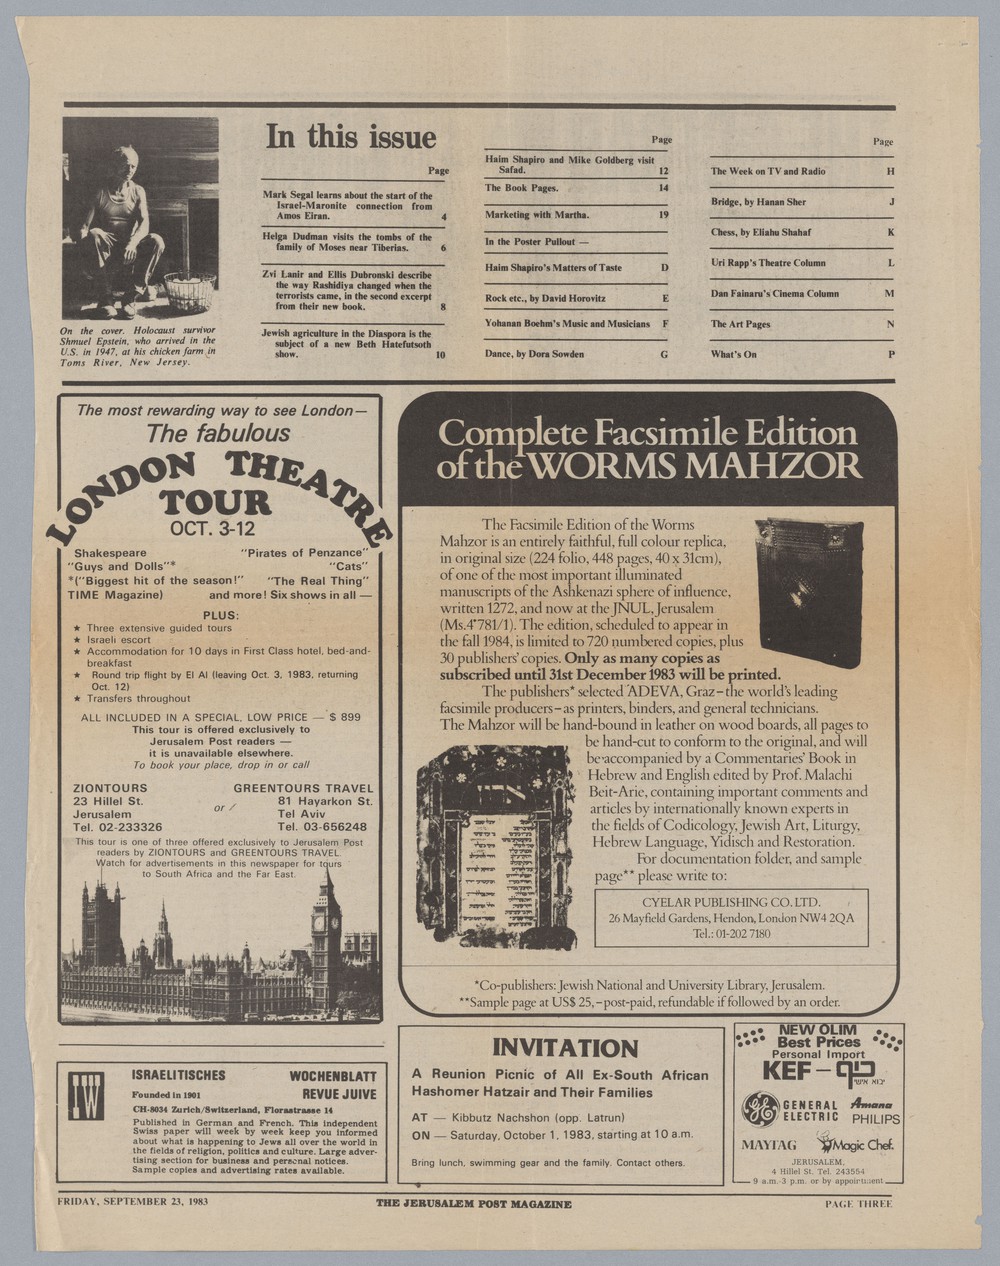 On the cover. Holocaust survivor
Shmuel Epstein, who arrived in the
U.S. in 1947, at his chicken farm in
Toms River, New Jersey.
In this issue
Page
Mark Segal learns about the start of the
Israel-Maronite connection from
Amos Eiran. 4
Helga Dudman visits the tombs of the
family of Moses near Tiberias. 6
Zvi Lanir and Ellis Dubronski describe
the way Rashidiya changed when the
terrorists came, in the second excerpt
from their new book. 8
Jewish agriculture in the Diaspora is the
subject of a new Beth Hatefutsoth
show. 10
Page
Haim Shapiro and Mike Goldberg visit
Safad. 12
The Book Pages. 14
Marketing with Martha. 19
In the Poster Pullout —
Haim Shapiro's Matters of Taste D
Rock etc., by David Horovitz E
Yohanan Boehm's Music and Musicians F
Dance, by Dora Sowden G
Page
The Week on TV and Radio H
Bridge, by Hanan Sher J
Chess, by Eliahu Shahaf K
Uri Rapp's Theatre Column L
Dan Fainaru's Cinema Column M
The Art Pages N
What's On P
The most rewarding way to see London—
The fabulous
LONDON THEATRE
TOUR
OCT. 3-12
Shakespeare "Pirates of Penzance"
"Guys and Dolls"* "Cats"
*("Biggest hit of the season!" "The Real Thing"
TIME Magazine) and more! Six shows in all —
PLUS:
★ Three extensive guided tours
★ Israeli escort
★ Accommodation for 10 days in First Class hotel, bed-and-
breakfast
★ Round trip flight by El Al (leaving Oct. 3, 1983, returning
Oct. 12)
★ Transfers throughout
ALL INCLUDED IN A SPECIAL, LOW PRICE — $ 899
This tour is offered exclusively to
Jerusalem Post readers —
it is unavailable elsewhere.
To book your place, drop in or call
ZIONTOURS
23 Hillel St.
Jerusalem
Tel. 02-233326
or /
GREENTOURS TRAVEL
81 Hayarkon St.
Tel Aviv
Tel. 03-656248
This tour is one of three offered exclusively to Jerusalem Post
readers by ZIONTOURS and GREENTOURS TRAVEL.
Watch for advertisements in this newspaper for tours
to South Africa and the Far East.
Complete Facsimile Edition
of the WORMS MAHZOR
The Facsimile Edition of the Worms
Mahzor is an entirely faithful, full colour replica,
in original size (224 folio, 448 pages, 40 x 31cm),
of one of the most important illuminated
manuscripts of the Ashkenazi sphere of influence,
written 1272, and now at the JNUL, Jerusalem
(Ms.4°781/1). The edition, scheduled to appear in
the fall 1984, is limited to 720 numbered copies, plus
30 publishers' copies. Only as many copies as
subscribed until 31st December 1983 will be printed.
The publishers* selected ADEVA, Graz–the world's leading
facsimile producers–as printers, binders, and general technicians.
The Mahzor will be hand-bound in leather on wood boards, all pages to
be hand-cut to conform to the original, and will
be accompanied by a Commentaries' Book in
Hebrew and English edited by Prof. Malachi
Beit-Arie, containing important comments and
articles by internationally known experts in
the fields of Codicology, Jewish Art, Liturgy,
Hebrew Language, Yidisch and Restoration.
For documentation folder, and sample
page** please write to:
CYELAR PUBLISHING CO. LTD.
26 Mayfield Gardens, Hendon, London NW4 2QA
Tel.: 01-202 7180
*Co-publishers: Jewish National and University Library, Jerusalem.
**Sample page at US$ 25,–post-paid, refundable if followed by an order.
IW
ISRAELITISCHES WOCHENBLATT
REVUE JUIVE
Founded in 1901
CH-8034 Zurich/Switzerland, Florastrasse 14
Published in German and French. This independent
Swiss paper will week by week keep you informed
about what is happening to Jews all over the world in
the fields of religion, politics and culture. Large adver-
tising section for business and personal notices.
Sample copies and advertising rates available.
INVITATION
A Reunion Picnic of All Ex-South African
Hashomer Hatzair and Their Families
AT — Kibbutz Nachshon (opp. Latrun)
ON — Saturday, October 1, 1983, starting at 10 a.m.
Bring lunch, swimming gear and the family. Contact others.
NEW OLIM
Best Prices
Personal Import
KEF — כיף
יבוא אישי
GENERAL
ELECTRIC
Amana
PHILIPS
MAYTAG
Magic Chef.
JERUSALEM,
4 Hillel St. Tel. 243554
9 a.m.-3 p.m. or by appointment
FRIDAY, SEPTEMBER 23, 1983
THE JERUSALEM POST MAGAZINE
PAGE THREE